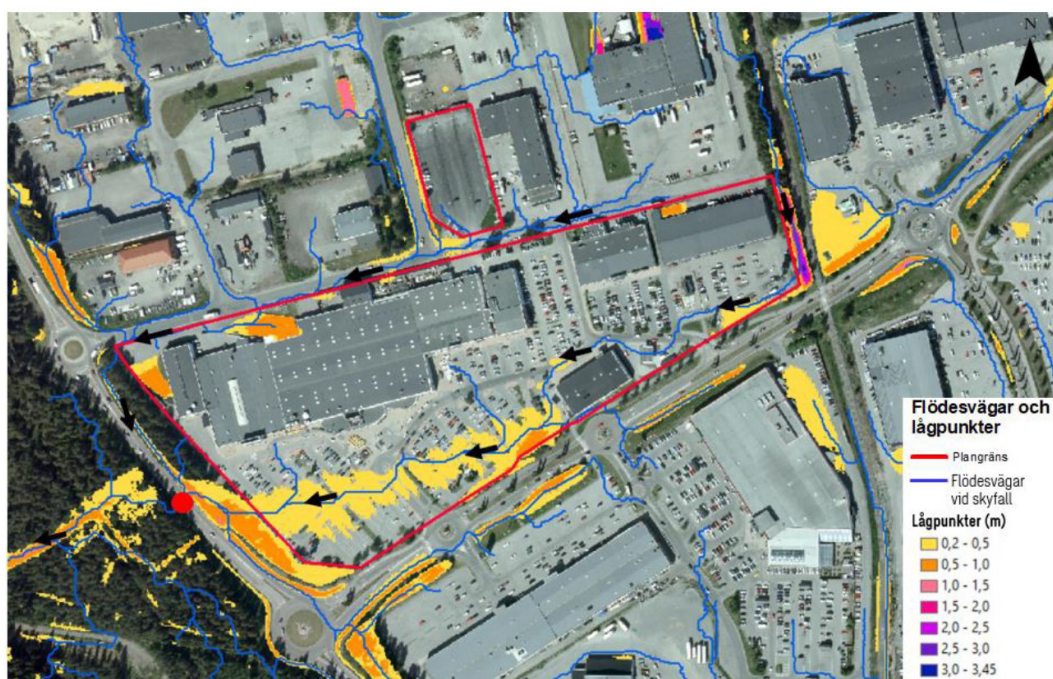 N
Flödesvägar och
lågpunkter
Plangräns
Flödesvägar
vid skyfall
Lågpunkter (m)
0,2 - 0,5
0,5 - 1,0
1,0 - 1,5
1,5 - 2,0
2,0 - 2,5
2,5 - 3,0
3,0 - 3,45